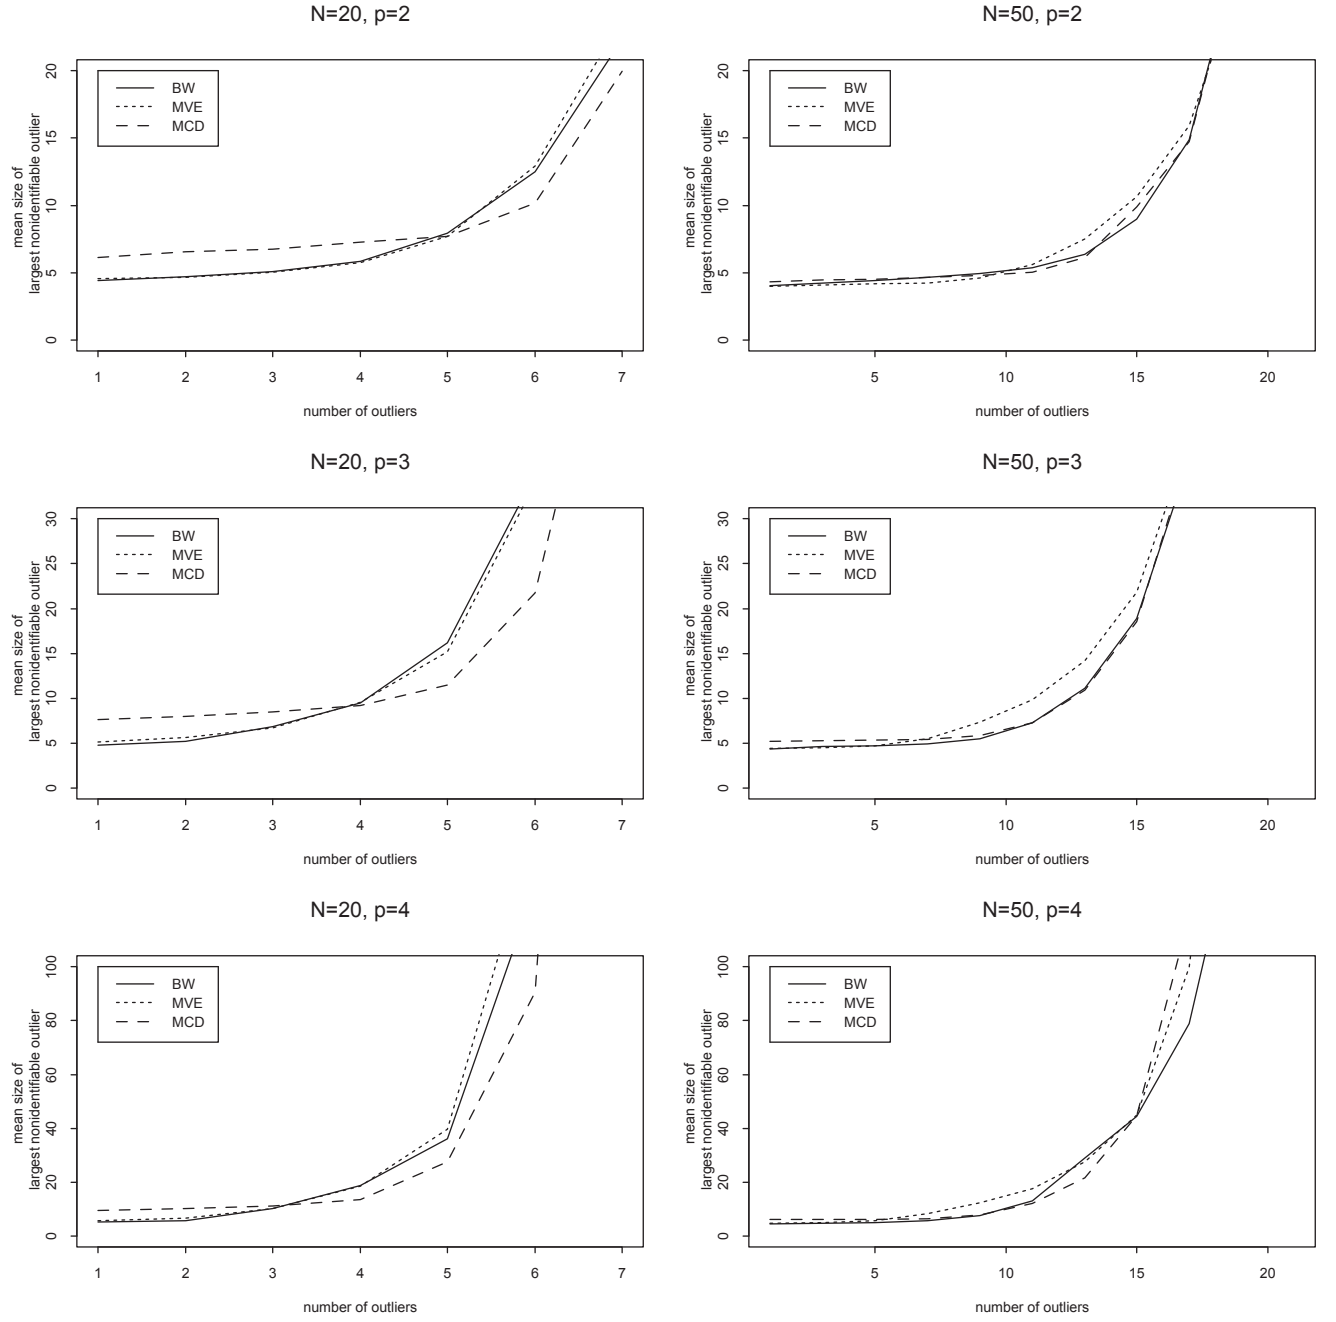 N=20, p=2
mean size of
largest nonidentifiable outlier
20
15
10
5
0
BW
MVE
MCD
1 2 3 4 5 6 7
number of outliers
N=50, p=2
mean size of
largest nonidentifiable outlier
20
15
10
5
0
BW
MVE
MCD
5 10 15 20
number of outliers
N=20, p=3
mean size of
largest nonidentifiable outlier
30
25
20
15
10
5
0
BW
MVE
MCD
1 2 3 4 5 6 7
number of outliers
N=50, p=3
mean size of
largest nonidentifiable outlier
30
25
20
15
10
5
0
BW
MVE
MCD
5 10 15 20
number of outliers
N=20, p=4
mean size of
largest nonidentifiable outlier
100
80
60
40
20
0
BW
MVE
MCD
1 2 3 4 5 6 7
number of outliers
N=50, p=4
mean size of
largest nonidentifiable outlier
100
80
60
40
20
0
BW
MVE
MCD
5 10 15 20
number of outliers